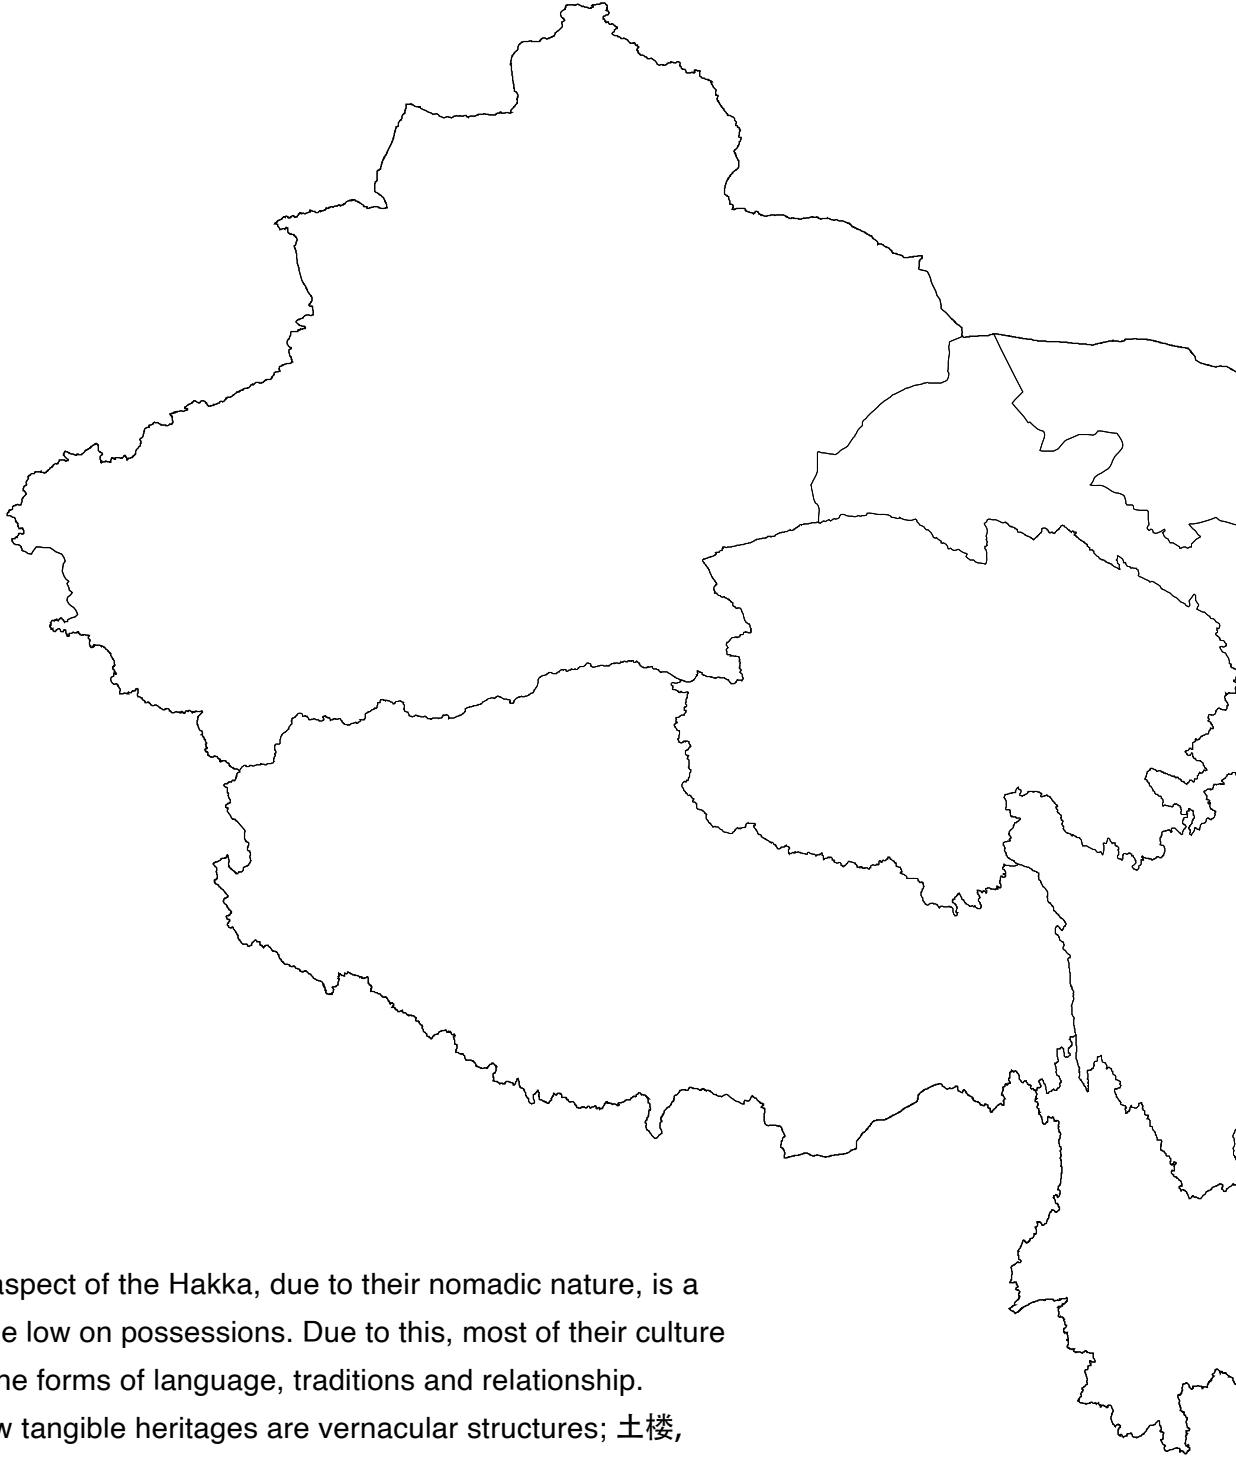 aspect of the Hakka, due to their nomadic nature, is a
low on possessions. Due to this, most of their culture
forms of language, traditions and relationship.
tangible heritages are vernacular structures; 土楼,